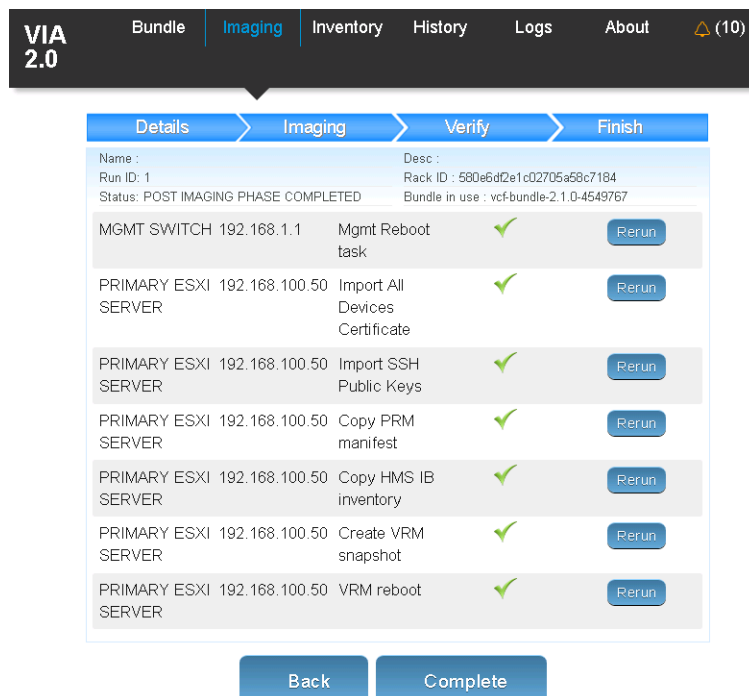 VIA 2.0
Bundle Imaging Inventory History Logs About (10)
Details Imaging Verify Finish
Name : Desc :
Run ID: 1 Rack ID : 580e6df2e1c02705a58c7184
Status: POST IMAGING PHASE COMPLETED Bundle in use : vcf-bundle-2.1.0-4549767
MGMT SWITCH 192.168.1.1 Mgmt Reboot Rerun
task
PRIMARY ESXI 192.168.100.50 Import All Rerun
SERVER Devices
Certificate
PRIMARY ESXI 192.168.100.50 Import SSH Rerun
SERVER Public Keys
PRIMARY ESXI 192.168.100.50 Copy PRM Rerun
SERVER manifest
PRIMARY ESXI 192.168.100.50 Copy HMS IB Rerun
SERVER inventory
PRIMARY ESXI 192.168.100.50 Create VRM Rerun
SERVER snapshot
PRIMARY ESXI 192.168.100.50 VRM reboot Rerun
SERVER
Back Complete